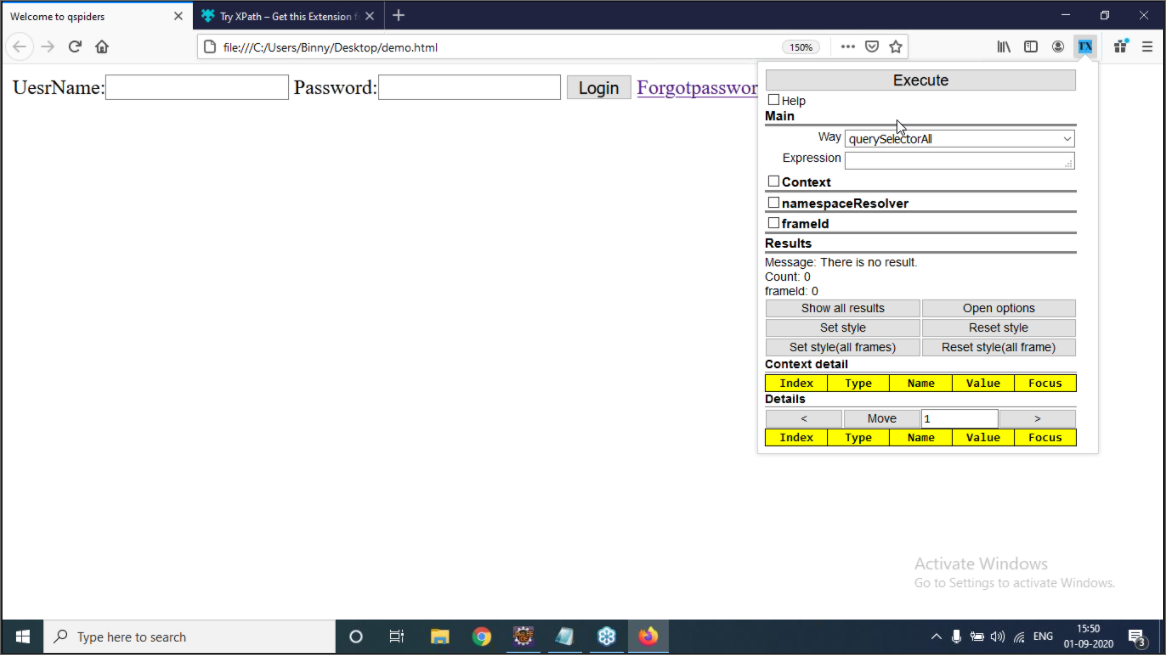 Welcome to qspiders
Try XPath – Get this Extension f
file:///C:/Users/Binny/Desktop/demo.html
150%
TX
UesrName:
Password:
Login
Forgotpasswor
Execute
Help
Main
Way
querySelectorAll
Expression
Context
namespaceResolver
frameId
Results
Message: There is no result.
Count: 0
frameId: 0
Show all results
Open options
Set style
Reset style
Set style(all frames)
Reset style(all frame)
Context detail
Index Type Name Value Focus
Details
< Move 1 >
Index Type Name Value Focus
Activate Windows
Go to Settings to activate Windows.
Type here to search
ENG
15:50
01-09-2020
3